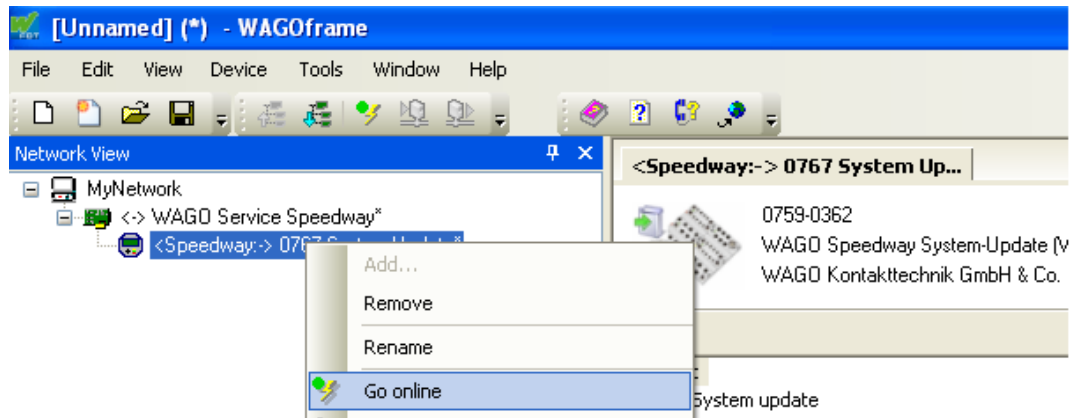 [Unnamed] (*) - WAGOframe
File Edit View Device Tools Window Help
Network View
<Speedway:-> 0767 System Up...
MyNetwork
<-> WAGO Service Speedway*
<Speedway:-> 0767 System Update*
0759-0362
WAGO Speedway System-Update (V
WAGO Kontakttechnik GmbH & Co.
Add...
Remove
Rename
Go online
System update